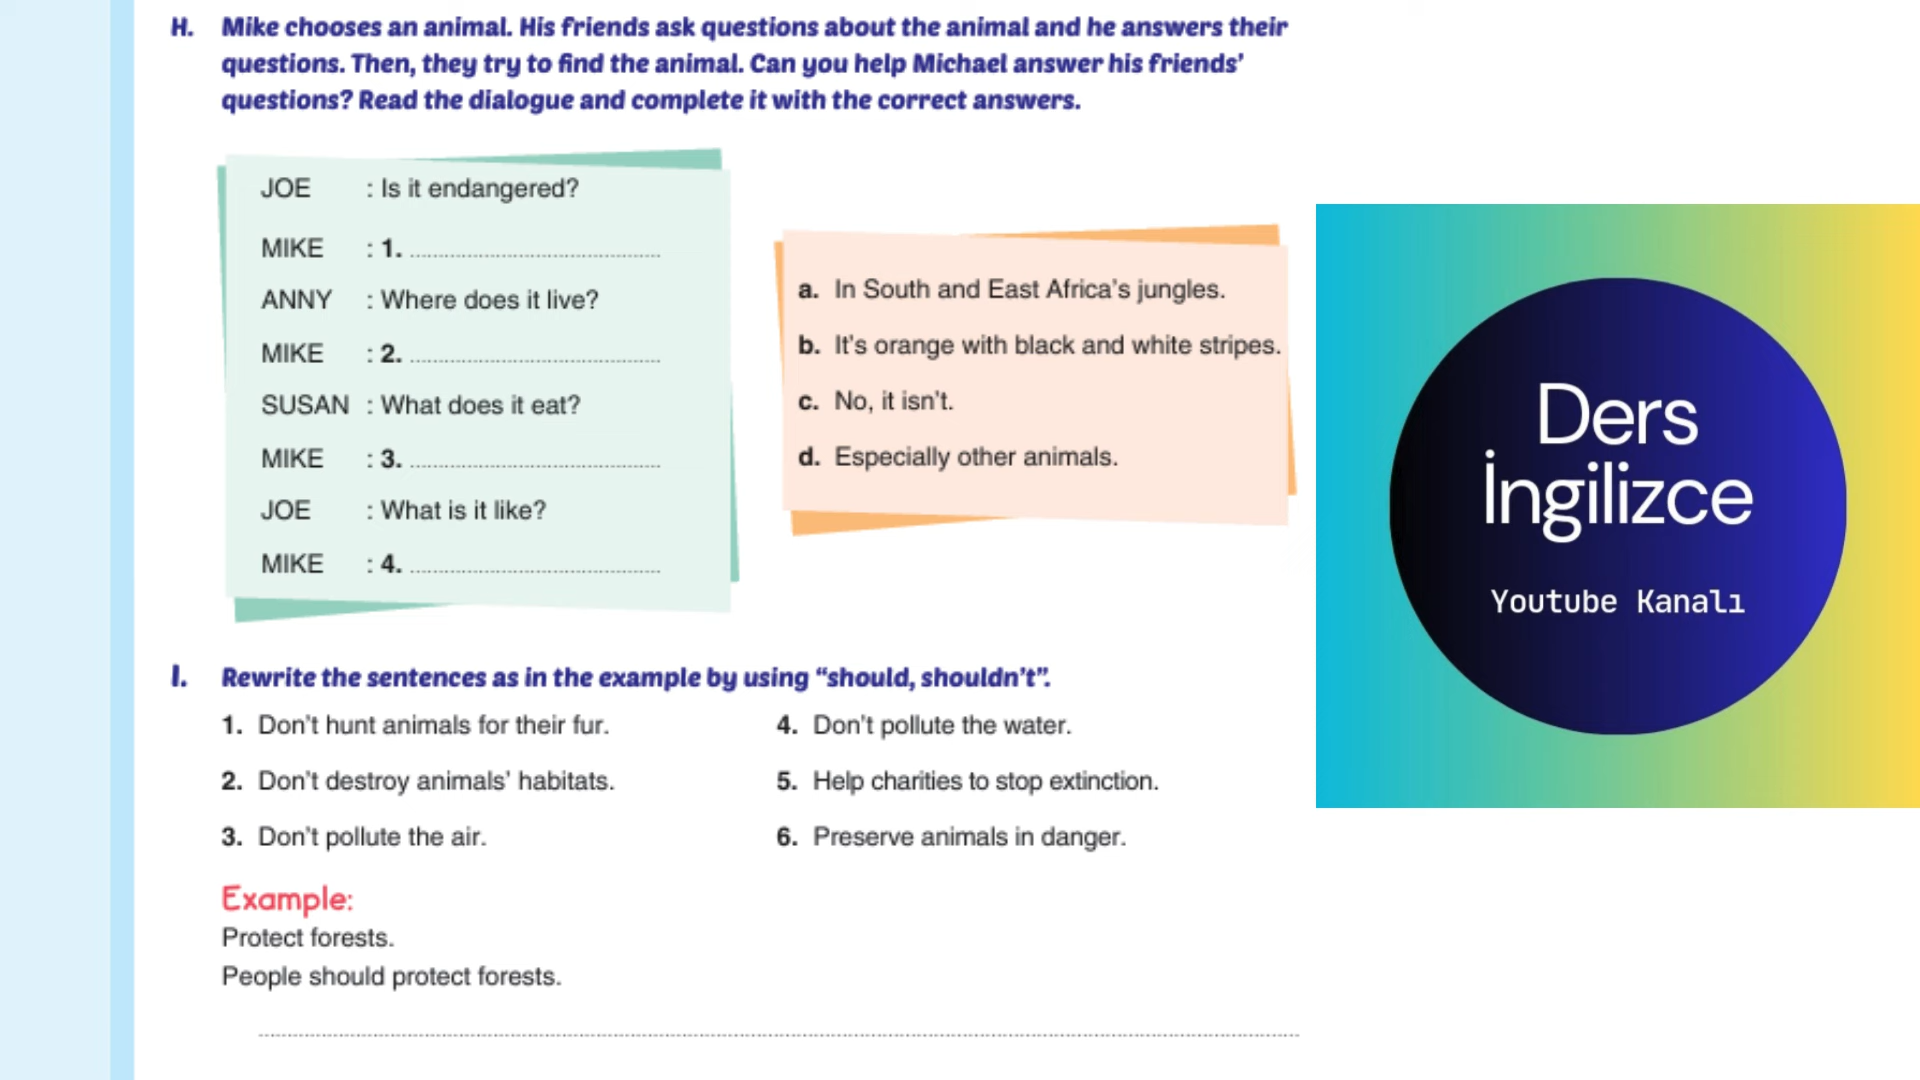 H. Mike chooses an animal. His friends ask questions about the animal and he answers their
questions. Then, they try to find the animal. Can you help Michael answer his friends'
questions? Read the dialogue and complete it with the correct answers.
JOE : Is it endangered?
MIKE : 1. ................................................
ANNY : Where does it live?
MIKE : 2. ................................................
SUSAN : What does it eat?
MIKE : 3. ................................................
JOE : What is it like?
MIKE : 4. ................................................
a. In South and East Africa's jungles.
b. It's orange with black and white stripes.
c. No, it isn't.
d. Especially other animals.
Ders
İngilizce
Youtube Kanalı
I. Rewrite the sentences as in the example by using “should, shouldn't”.
1. Don't hunt animals for their fur.
2. Don't destroy animals' habitats.
3. Don't pollute the air.
4. Don't pollute the water.
5. Help charities to stop extinction.
6. Preserve animals in danger.
Example:
Protect forests.
People should protect forests.